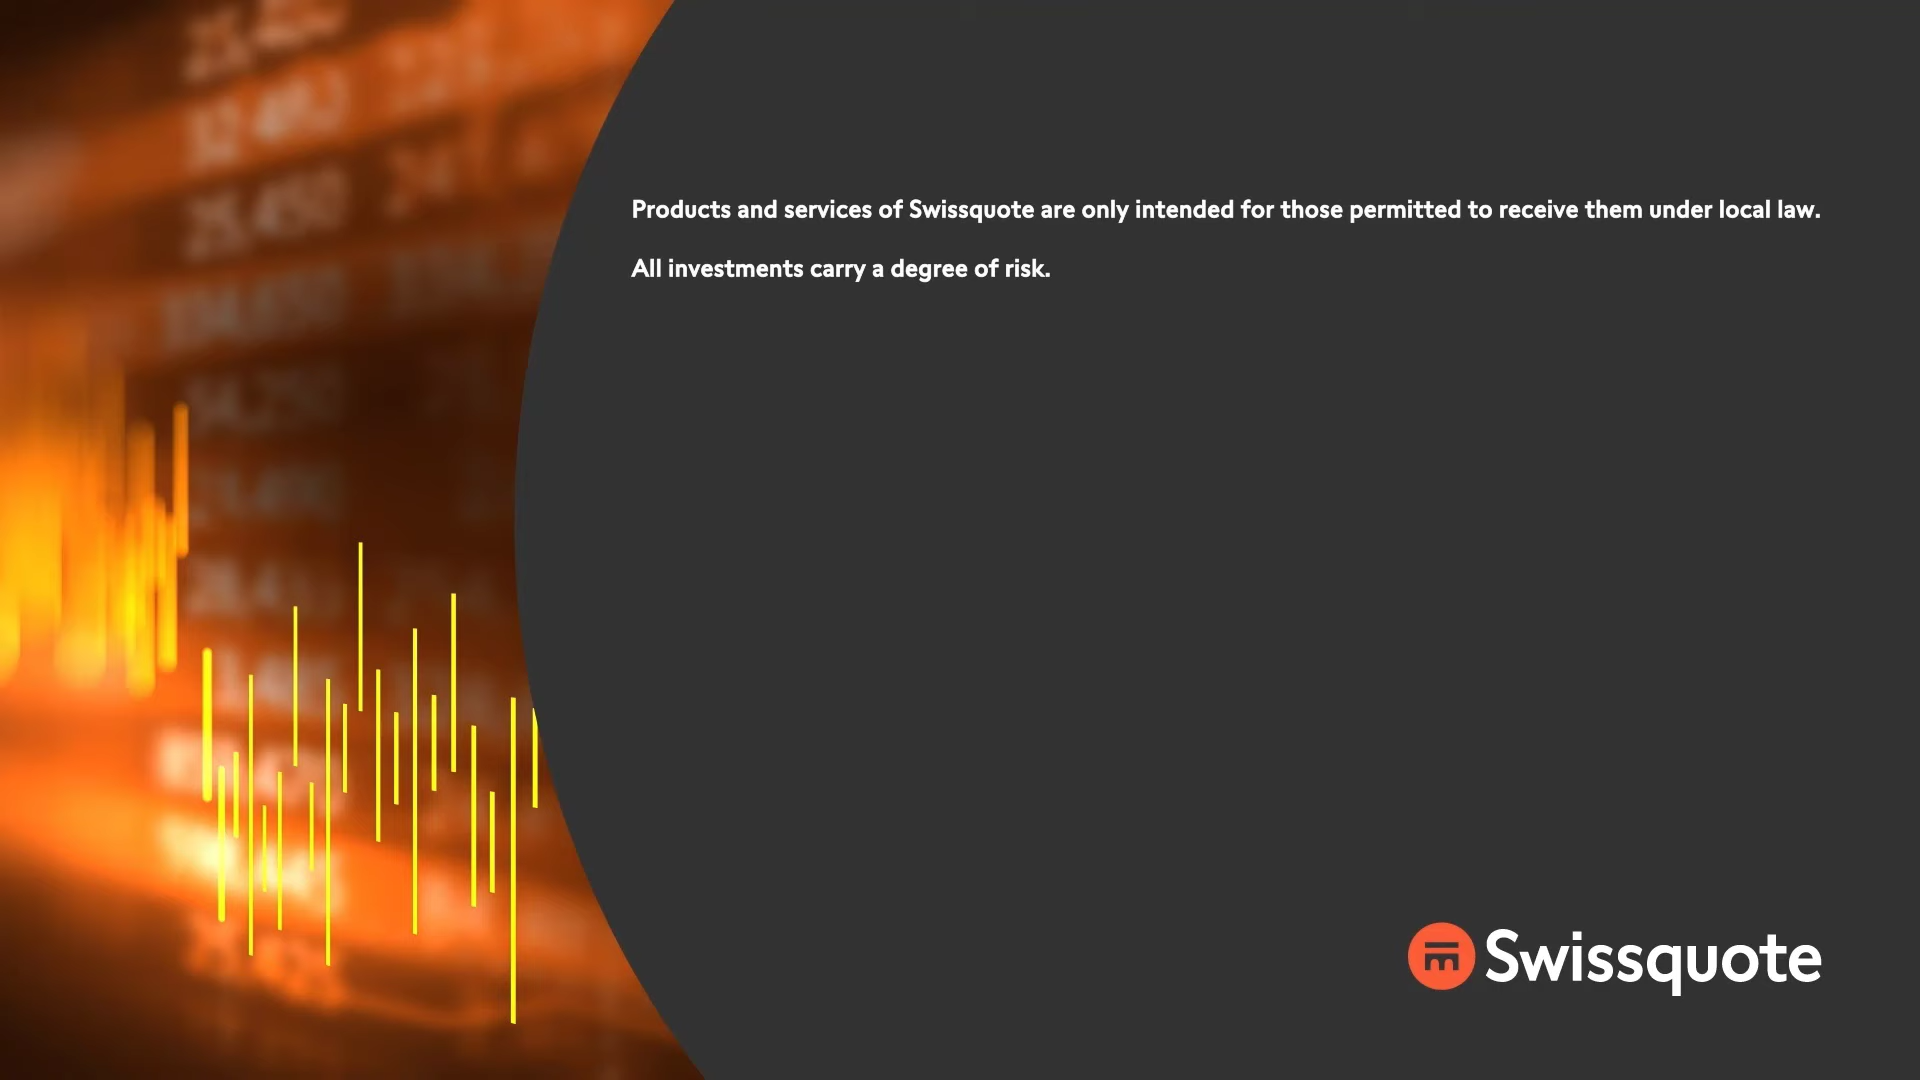 Products and services of Swissquote are only intended for those permitted to receive them under local law.
All investments carry a degree of risk.
Swissquote